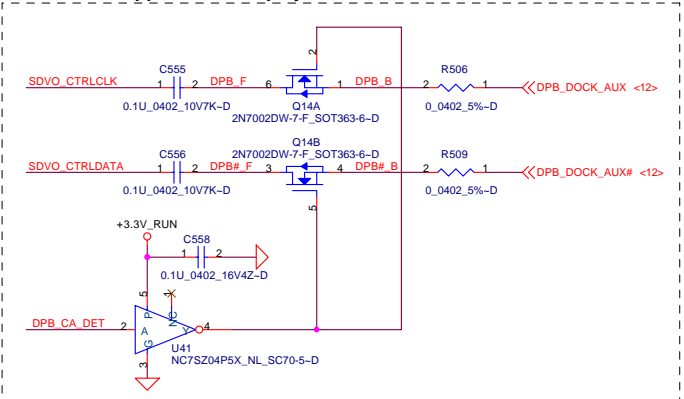 2
C555
R506
SDVO_CTRLCLK 1 2 DPB_F 6 1 DPB_B 2 1 DPB_DOCK_AUX <12>
0.1U_0402_10V7K~D Q14A 0_0402_5%~D
2N7002DW-7-F_SOT363-6~D
Q14B
C556 2N7002DW-7-F_SOT363-6~D R509
SDVO_CTRLDATA 1 2 DPB#_F 3 4 DPB#_B 2 1 DPB_DOCK_AUX# <12>
0.1U_0402_10V7K~D 0_0402_5%~D
5
+3.3V_RUN
C558
1 2
0.1U_0402_16V4Z~D
5 1
P NC
DPB_CA_DET 2 A Y 4
G
3 U41
NC7SZ04P5X_NL_SC70-5~D